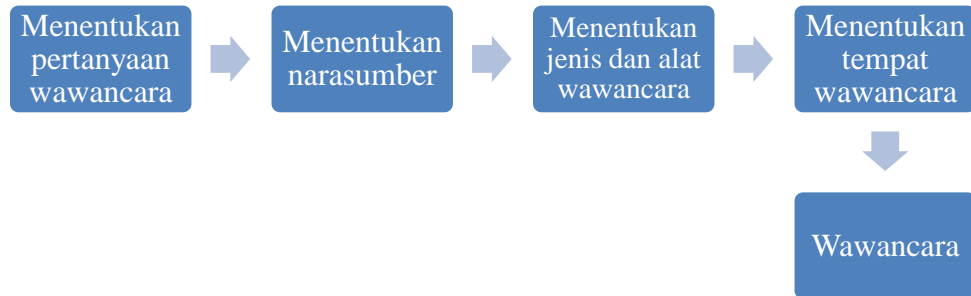 Menentukan
pertanyaan
wawancara
Menentukan
narasumber
Menentukan
jenis dan alat
wawancara
Menentukan
tempat
wawancara
Wawancara